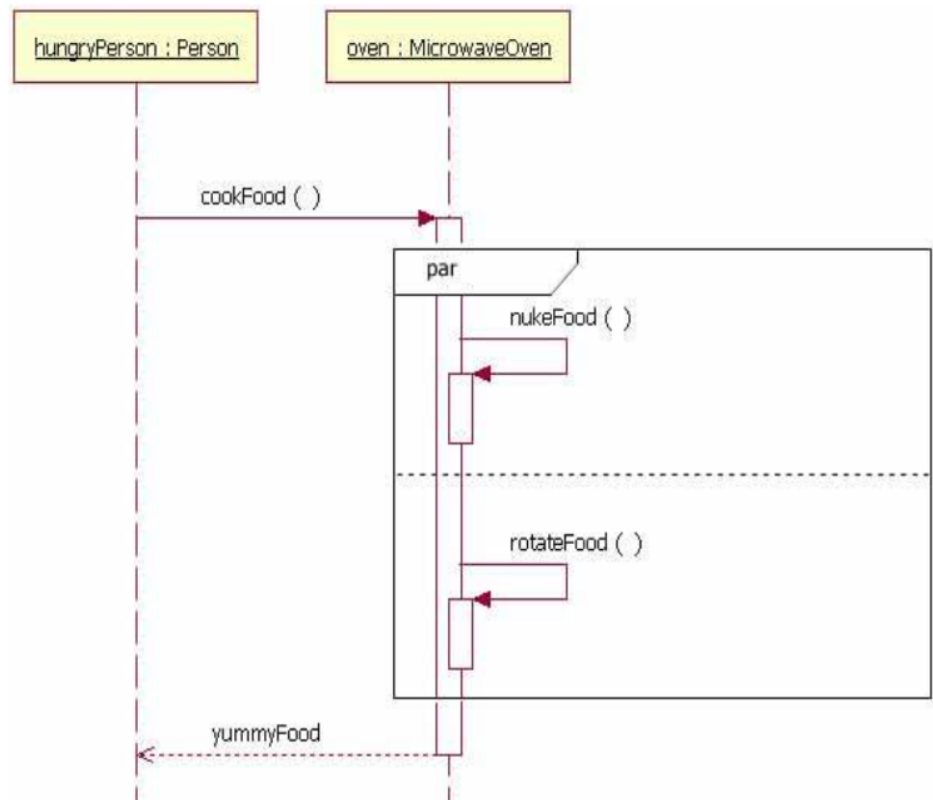 hungryPerson : Person
oven : MicrowaveOven
cookFood ( )
par
nukeFood ( )
rotateFood ( )
yummyFood